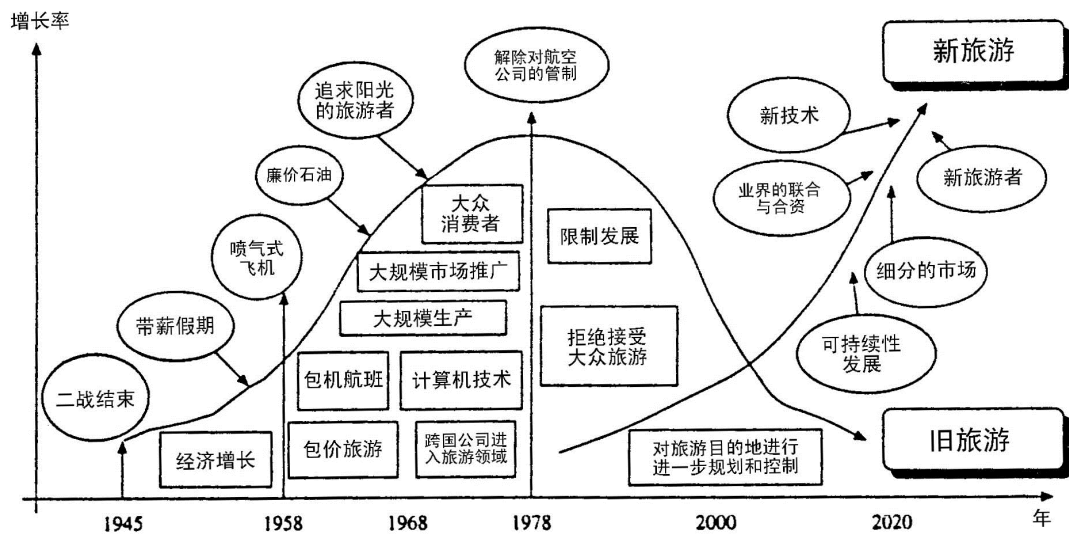 增长率
新旅游
解除对航空
公司的管制
追求阳光
的旅游者
新技术
廉价石油
业界的联合
与合资
新旅游者
大众
消费者
喷气式
飞机
限制发展
大规模市场推广
细分的市场
带薪假期
大规模生产
拒绝接受
大众旅游
可持续性
发展
包机航班
计算机技术
二战结束
旧旅游
经济增长
包价旅游
跨国公司进
入旅游领域
对旅游目的地进行
进一步规划和控制
1945
1958
1968
1978
2000
2020
年